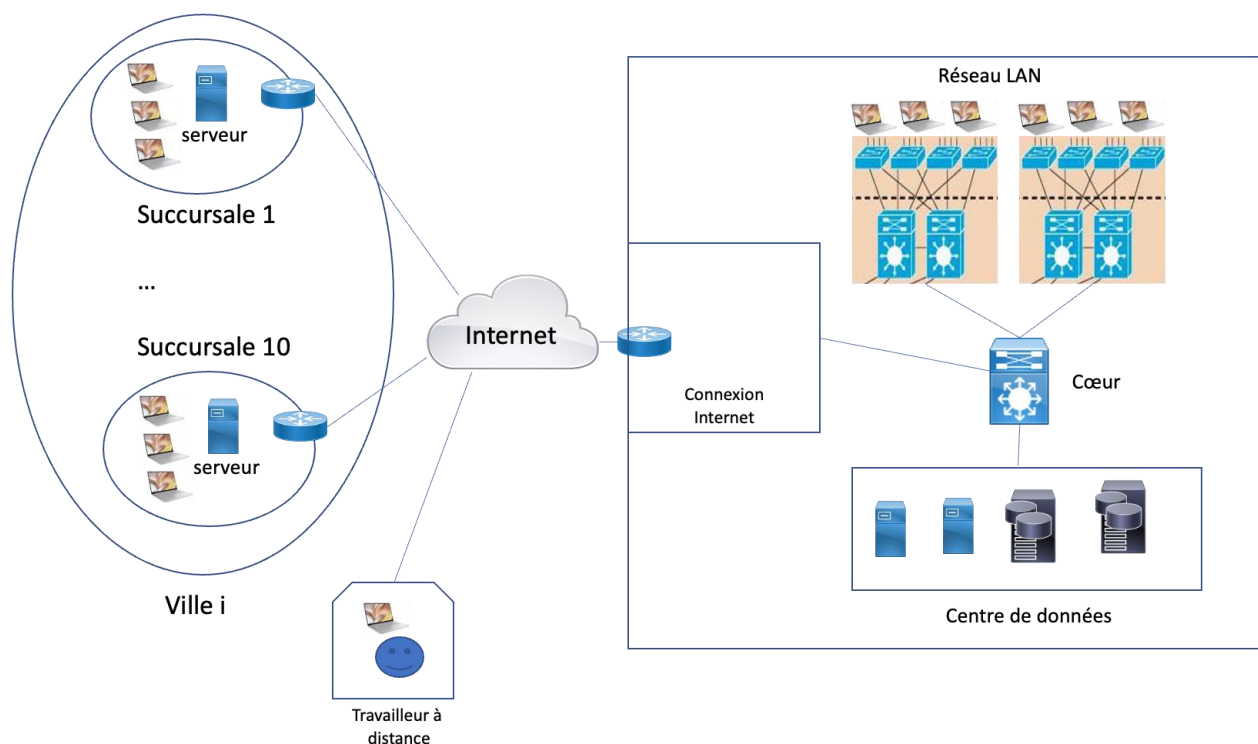 serveur
Succursale 1
...
Succursale 10
serveur
Ville i
Internet
Travailleur à
distance
Connexion
Internet
Réseau LAN
Cœur
Centre de données